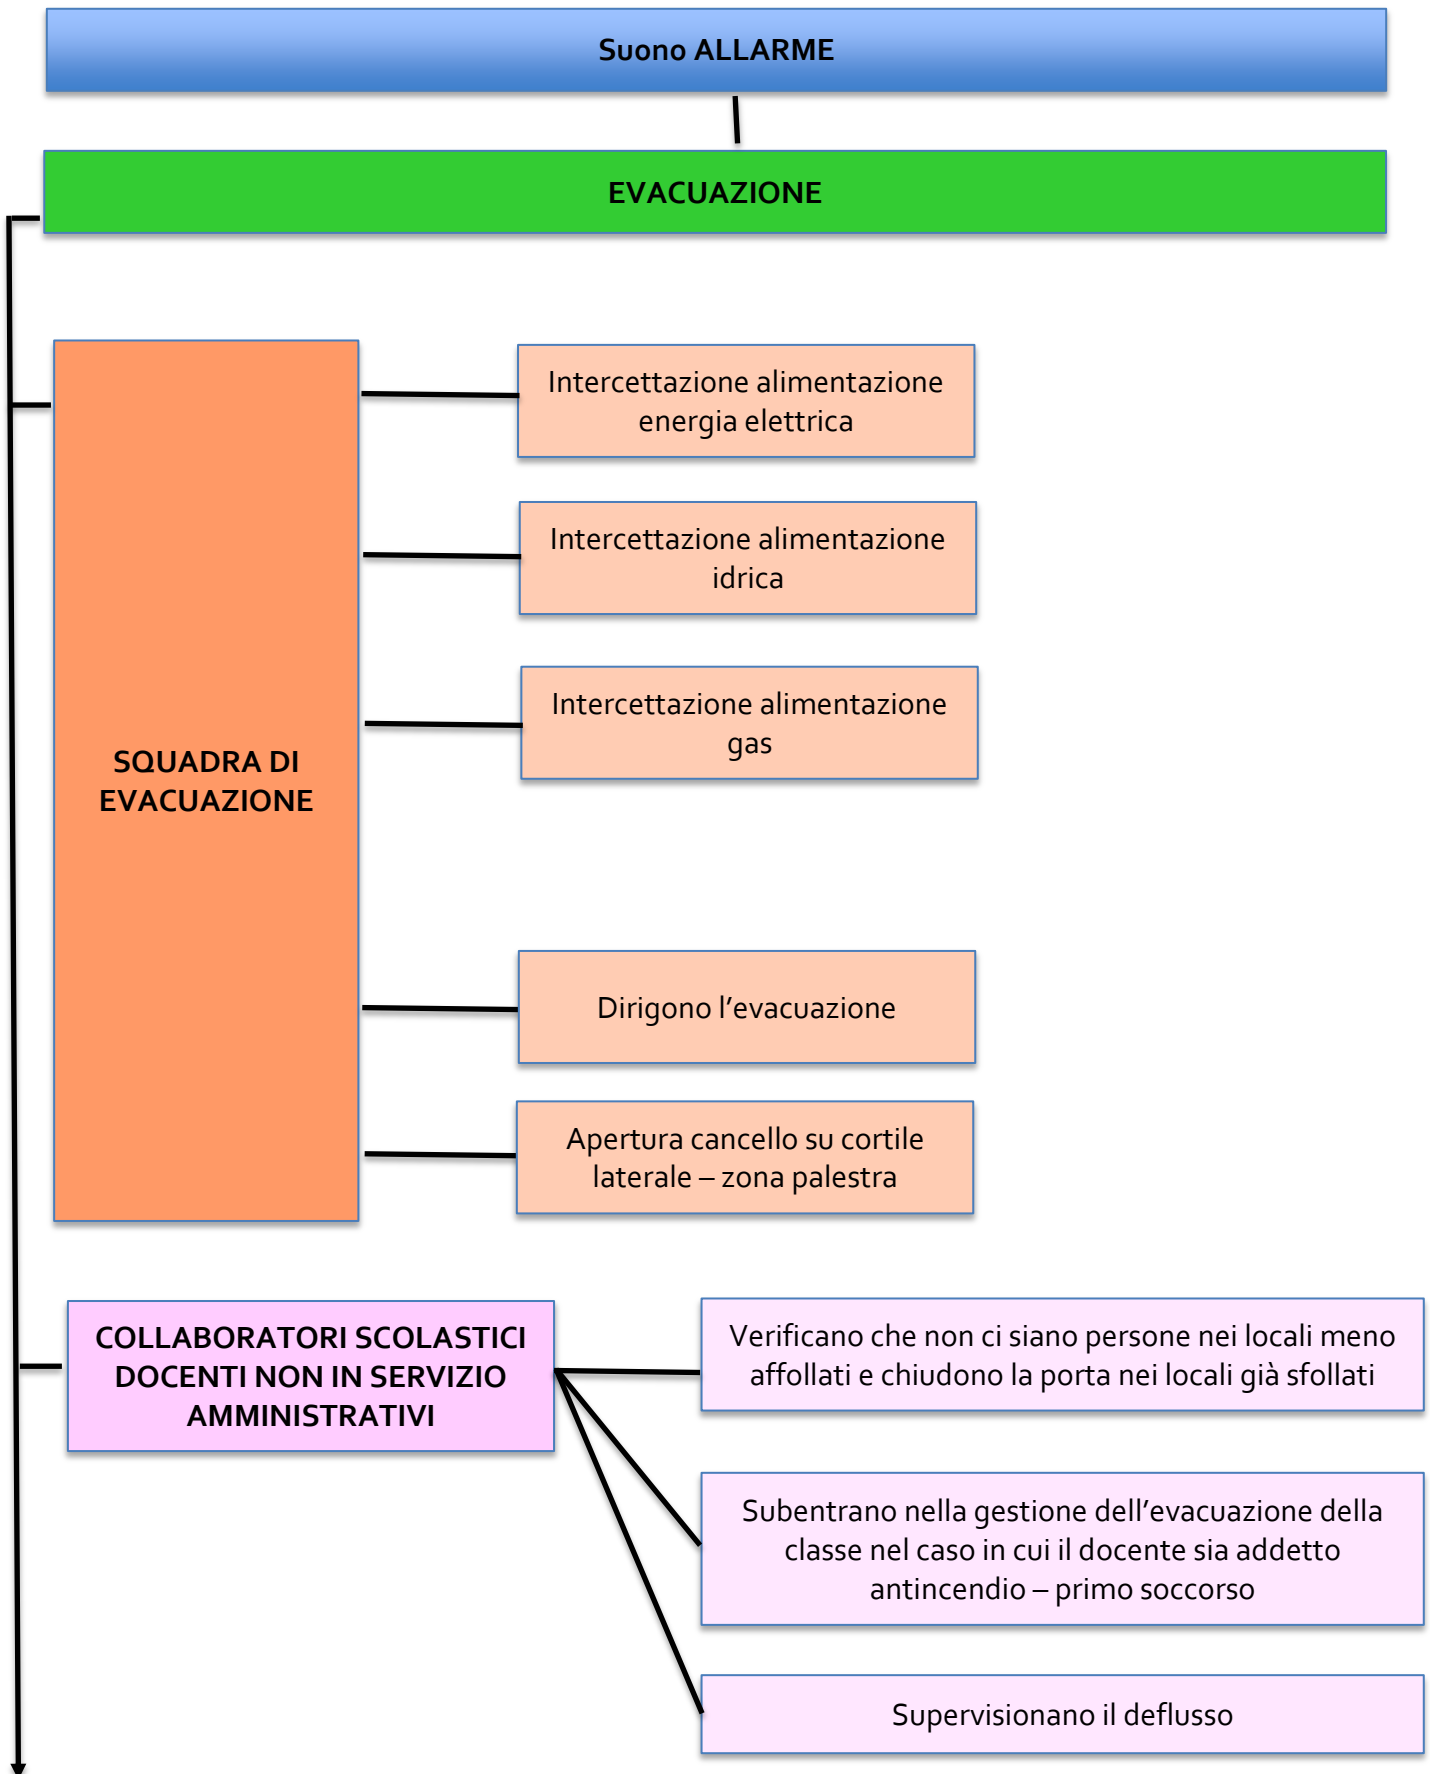 Suono ALLARME
EVACUAZIONE
SQUADRA DI
EVACUAZIONE
Intercettazione alimentazione
energia elettrica
Intercettazione alimentazione
idrica
Intercettazione alimentazione
gas
Dirigono l’evacuazione
Apertura cancello su cortile
laterale – zona palestra
COLLABORATORI SCOLASTICI
DOCENTI NON IN SERVIZIO
AMMINISTRATIVI
Verificano che non ci siano persone nei locali meno
affollati e chiudono la porta nei locali già sfollati
Subentrano nella gestione dell’evacuazione della
classe nel caso in cui il docente sia addetto
antincendio – primo soccorso
Supervisionano il deflusso